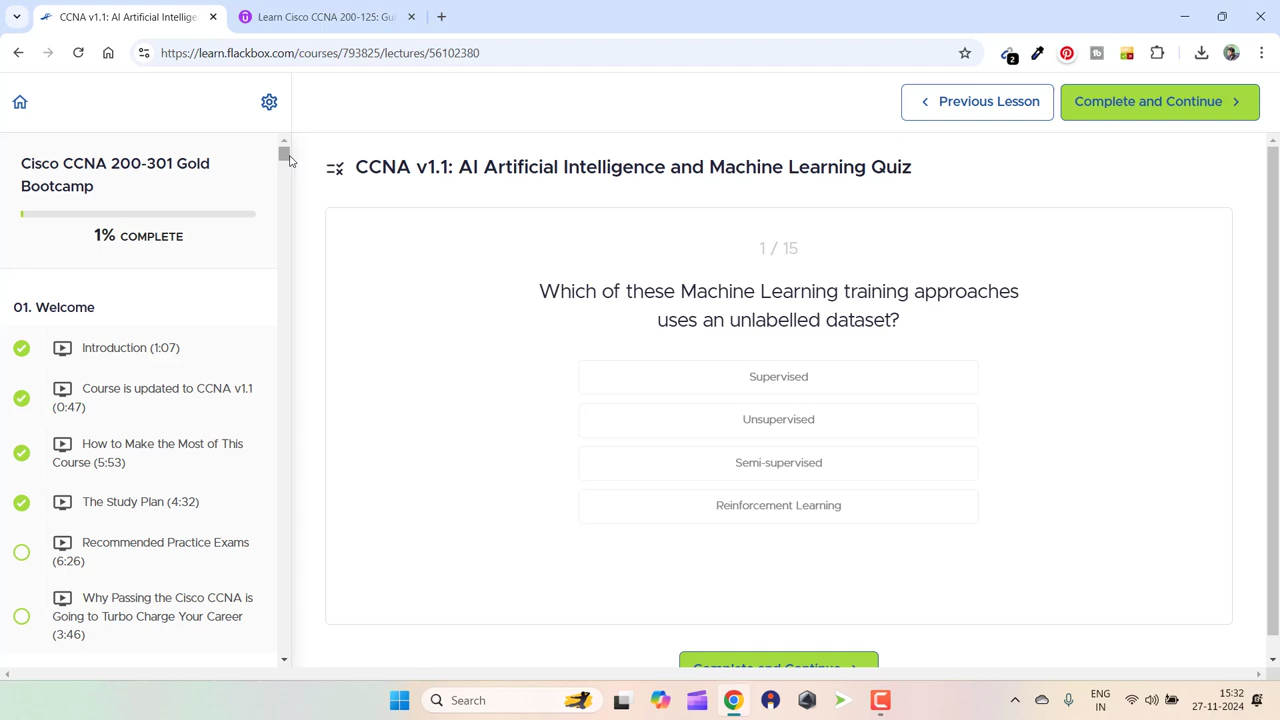 CCNA v1.1: AI Artificial Intellige
Learn Cisco CCNA 200-125: Gui
https://learn.flackbox.com/courses/793825/lectures/56102380
2
Previous Lesson
Complete and Continue
Cisco CCNA 200-301 Gold
Bootcamp
1% COMPLETE
01. Welcome
Introduction (1:07)
Course is updated to CCNA v1.1
(0:47)
How to Make the Most of This
Course (5:53)
The Study Plan (4:32)
Recommended Practice Exams
(6:26)
Why Passing the Cisco CCNA is
Going to Turbo Charge Your Career
(3:46)
CCNA v1.1: AI Artificial Intelligence and Machine Learning Quiz
1 / 15
Which of these Machine Learning training approaches
uses an unlabelled dataset?
Supervised
Unsupervised
Semi-supervised
Reinforcement Learning
Complete and Continue
Search
ENG
IN
15:32
27-11-2024